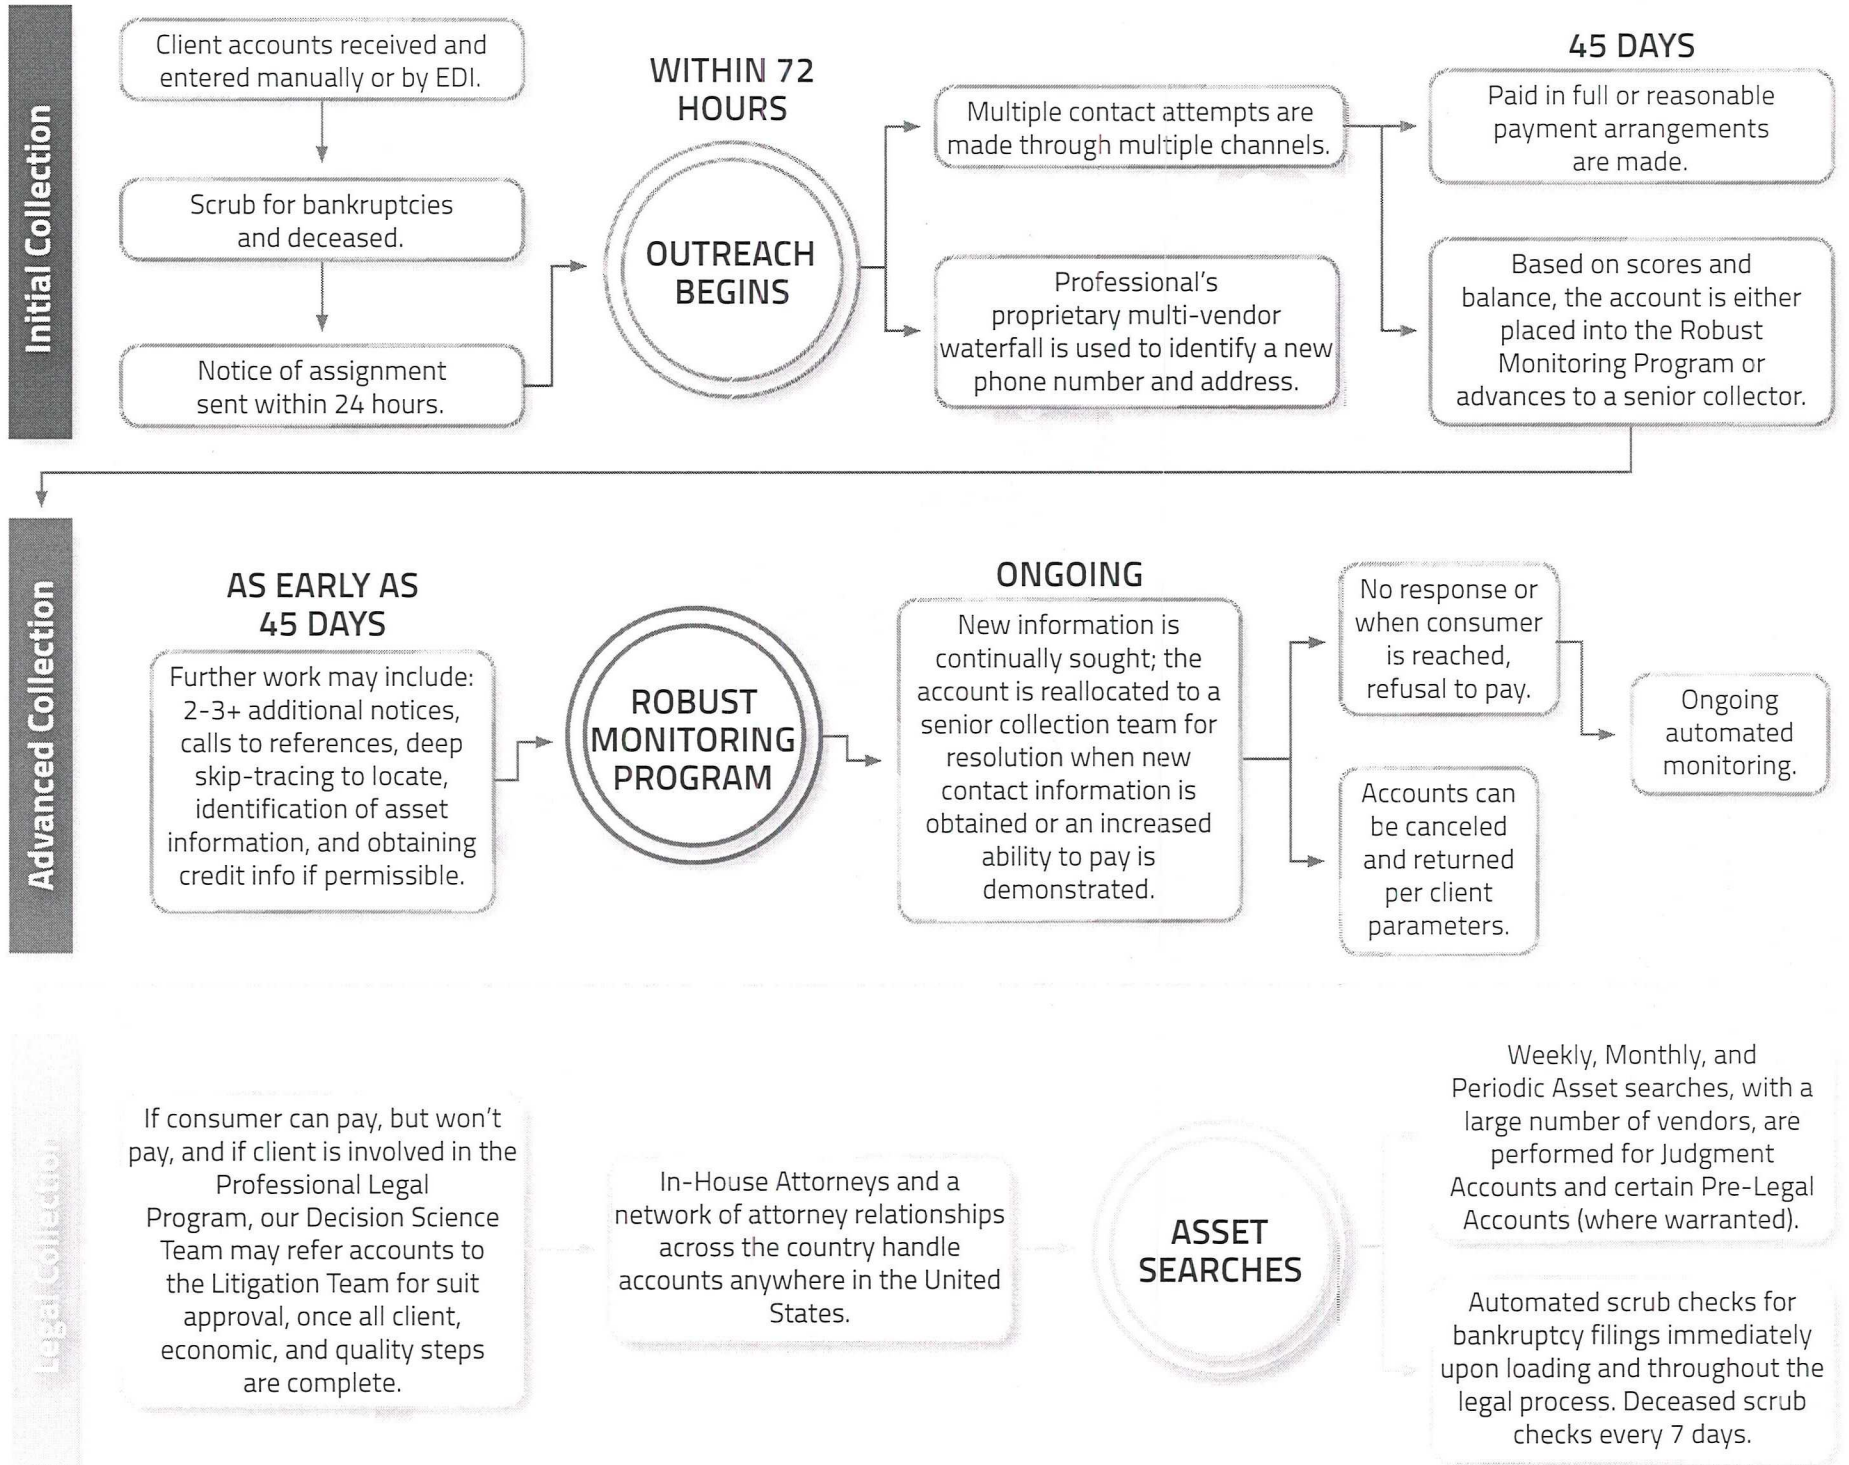 Initial Collection
Client accounts received and
entered manually or by EDI.
Scrub for bankruptcies
and deceased.
Notice of assignment
sent within 24 hours.
WITHIN 72
HOURS
OUTREACH
BEGINS
Multiple contact attempts are
made through multiple channels.
Professional's
proprietary multi-vendor
waterfall is used to identify a new
phone number and address.
45 DAYS
Paid in full or reasonable
payment arrangements
are made.
Based on scores and
balance, the account is either
placed into the Robust
Monitoring Program or
advances to a senior collector.
Advanced Collection
AS EARLY AS
45 DAYS
Further work may include:
2-3+ additional notices,
calls to references, deep
skip-tracing to locate,
identification of asset
information, and obtaining
credit info if permissible.
ROBUST
MONITORING
PROGRAM
ONGOING
New information is
continually sought; the
account is reallocated to a
senior collection team for
resolution when new
contact information is
obtained or an increased
ability to pay is
demonstrated.
No response or
when consumer
is reached,
refusal to pay.
Accounts can
be canceled
and returned
per client
parameters.
Ongoing
automated
monitoring.
Legal Collection
If consumer can pay, but won't
pay, and if client is involved in the
Professional Legal
Program, our Decision Science
Team may refer accounts to
the Litigation Team for suit
approval, once all client,
economic, and quality steps
are complete.
In-House Attorneys and a
network of attorney relationships
across the country handle
accounts anywhere in the United
States.
ASSET
SEARCHES
Weekly, Monthly, and
Periodic Asset searches, with a
large number of vendors, are
performed for Judgment
Accounts and certain Pre-Legal
Accounts (where warranted).
Automated scrub checks for
bankruptcy filings immediately
upon loading and throughout the
legal process. Deceased scrub
checks every 7 days.